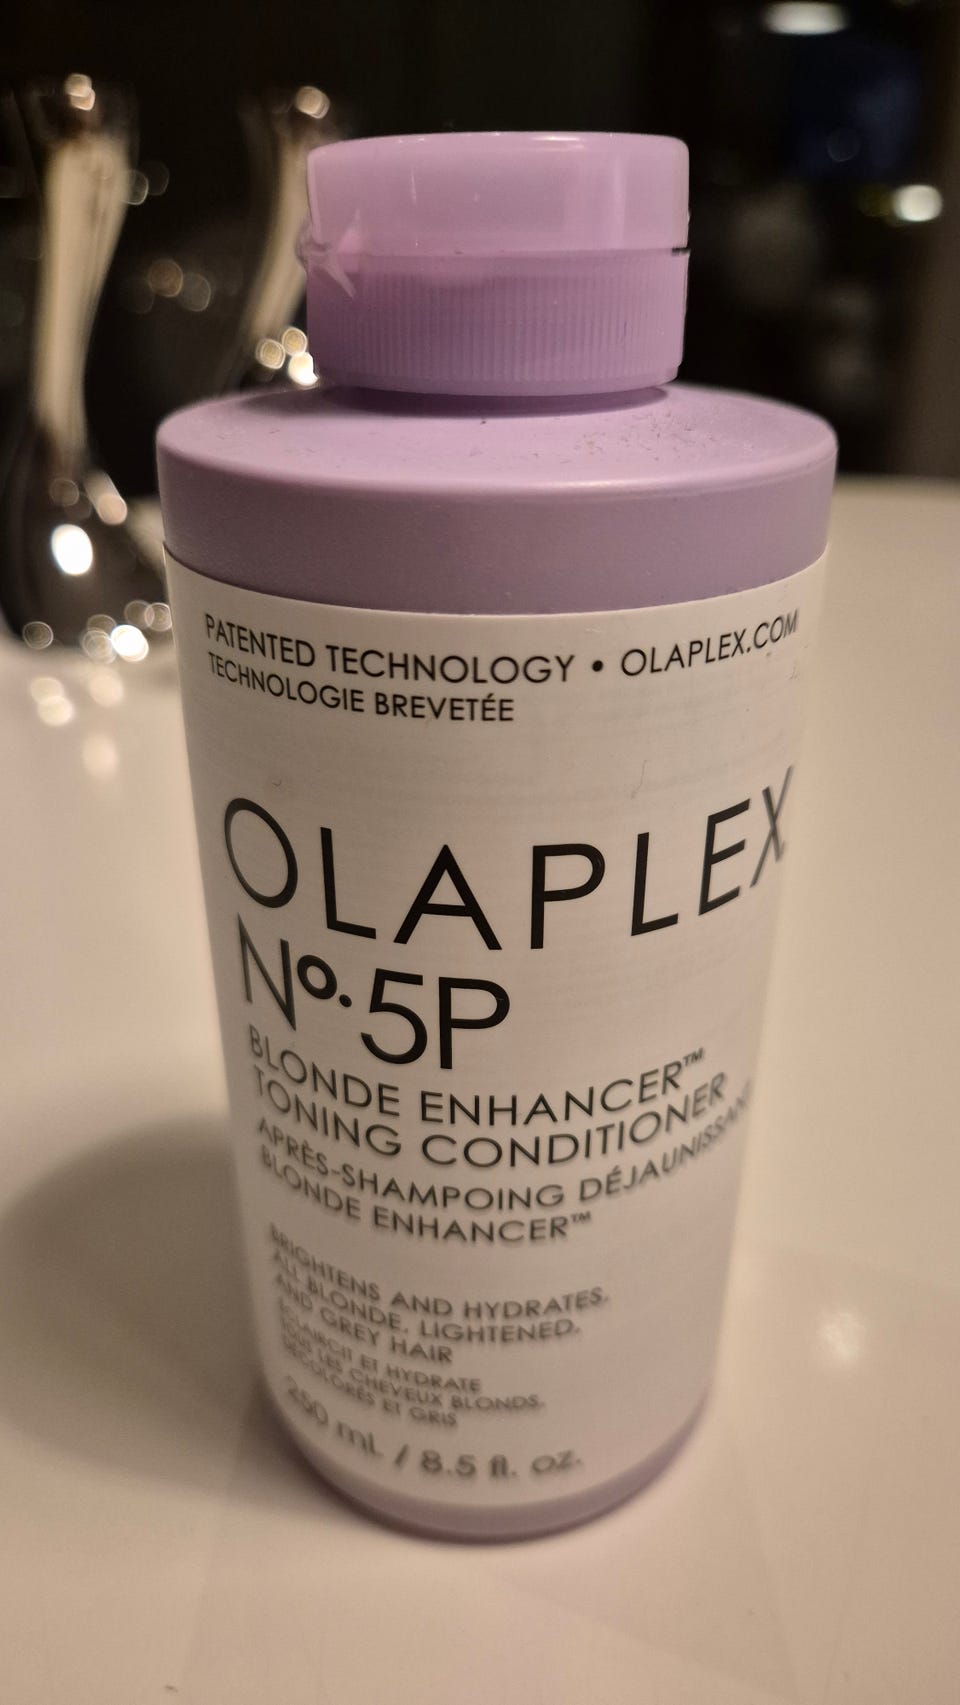 PATENTED TECHNOLOGY • OLAPLEX.COM
TECHNOLOGIE BREVETÉE
OLAPLEX
Nº.5P
BLONDE ENHANCER™
TONING CONDITIONER
APRÈS-SHAMPOING DÉJAUNISSANT
BLONDE ENHANCER™
BRIGHTENS AND HYDRATES,
ALL BLONDE, LIGHTENED,
AND GREY HAIR
ÉCLAIRCIT ET HYDRATE
TOUS LES CHEVEUX BLONDS,
DÉCOLORÉS ET GRIS
250 mL / 8.5 fl. oz.